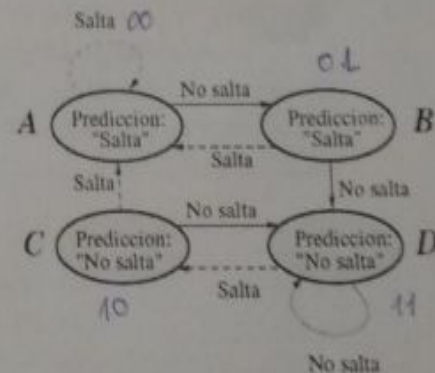 Salta 00
01
No salta
A
Prediccion:
"Salta"
Prediccion:
"Salta"
B
Salta
Salta
No salta
No salta
C
Prediccion:
"No salta"
Prediccion:
"No salta"
D
Salta
10
11
No salta